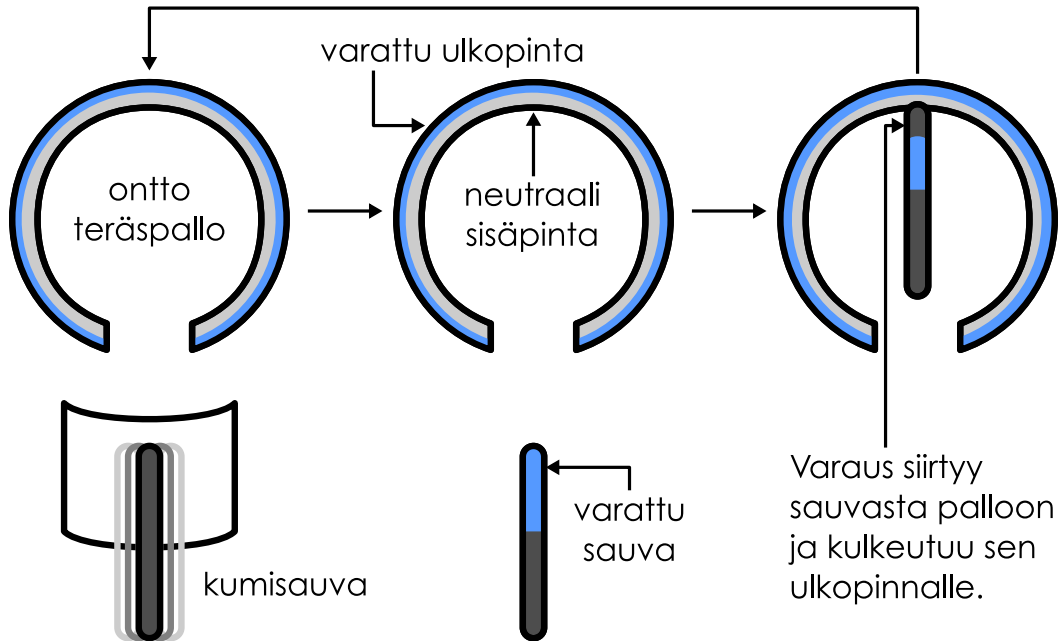 varattu ulkopinta
ontto
teräspallo
neutraali
sisäpinta
kumisauva
varattu
sauva
Varaus siirtyy
sauvasta palloon
ja kulkeutuu sen
ulkopinnalle.